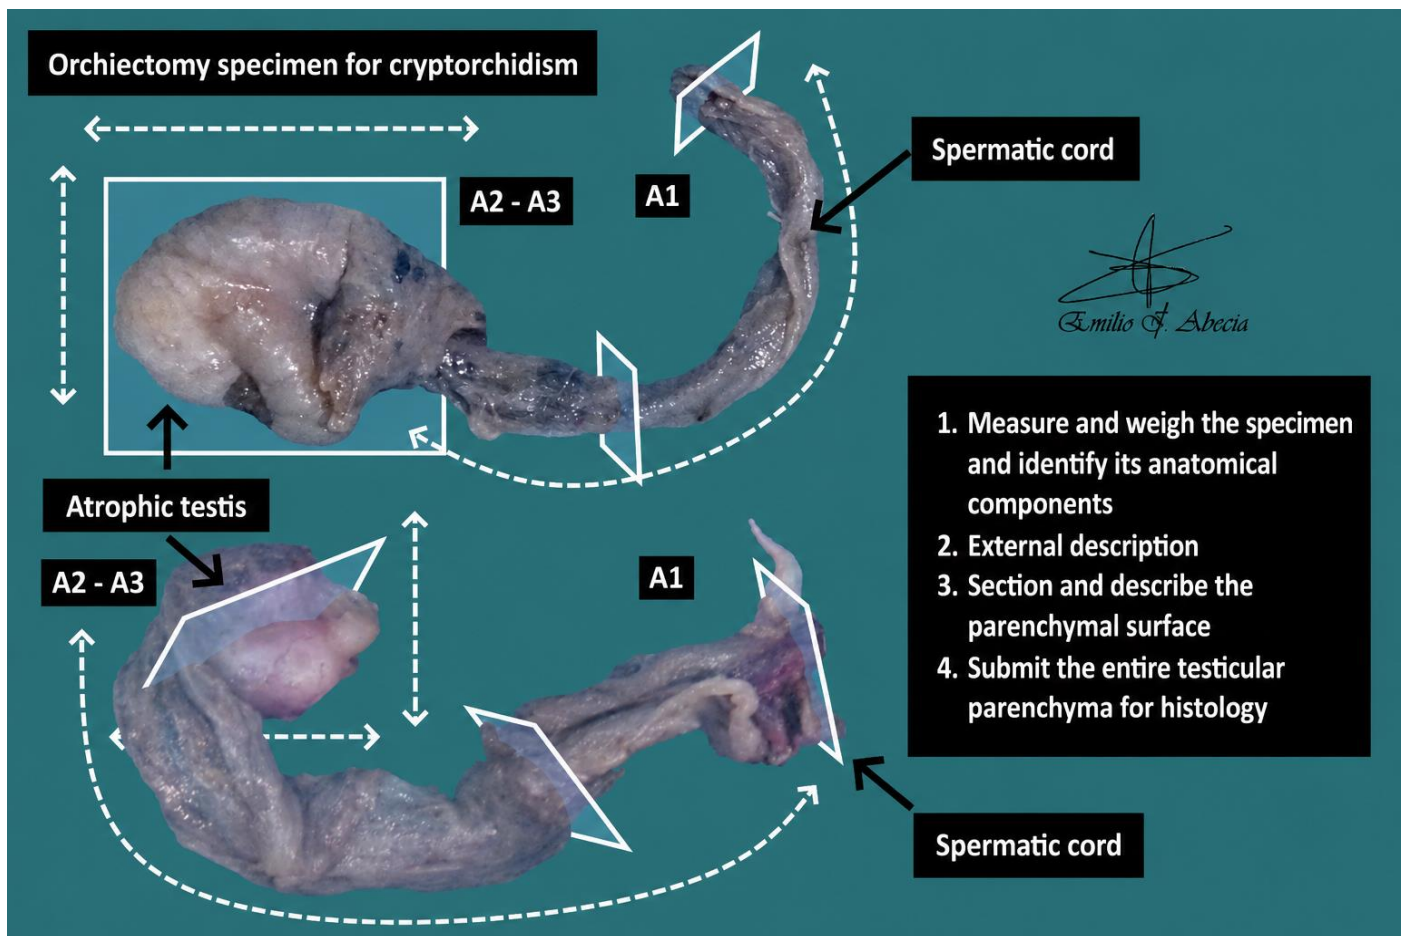 Orchiectomy specimen for cryptorchidism
Spermatic cord
A2 - A3
A1
Emilio J. Abecia
Atrophic testis
A2 - A3
A1
1. Measure and weigh the specimen
and identify its anatomical
components
2. External description
3. Section and describe the
parenchymal surface
4. Submit the entire testicular
parenchyma for histology
Spermatic cord